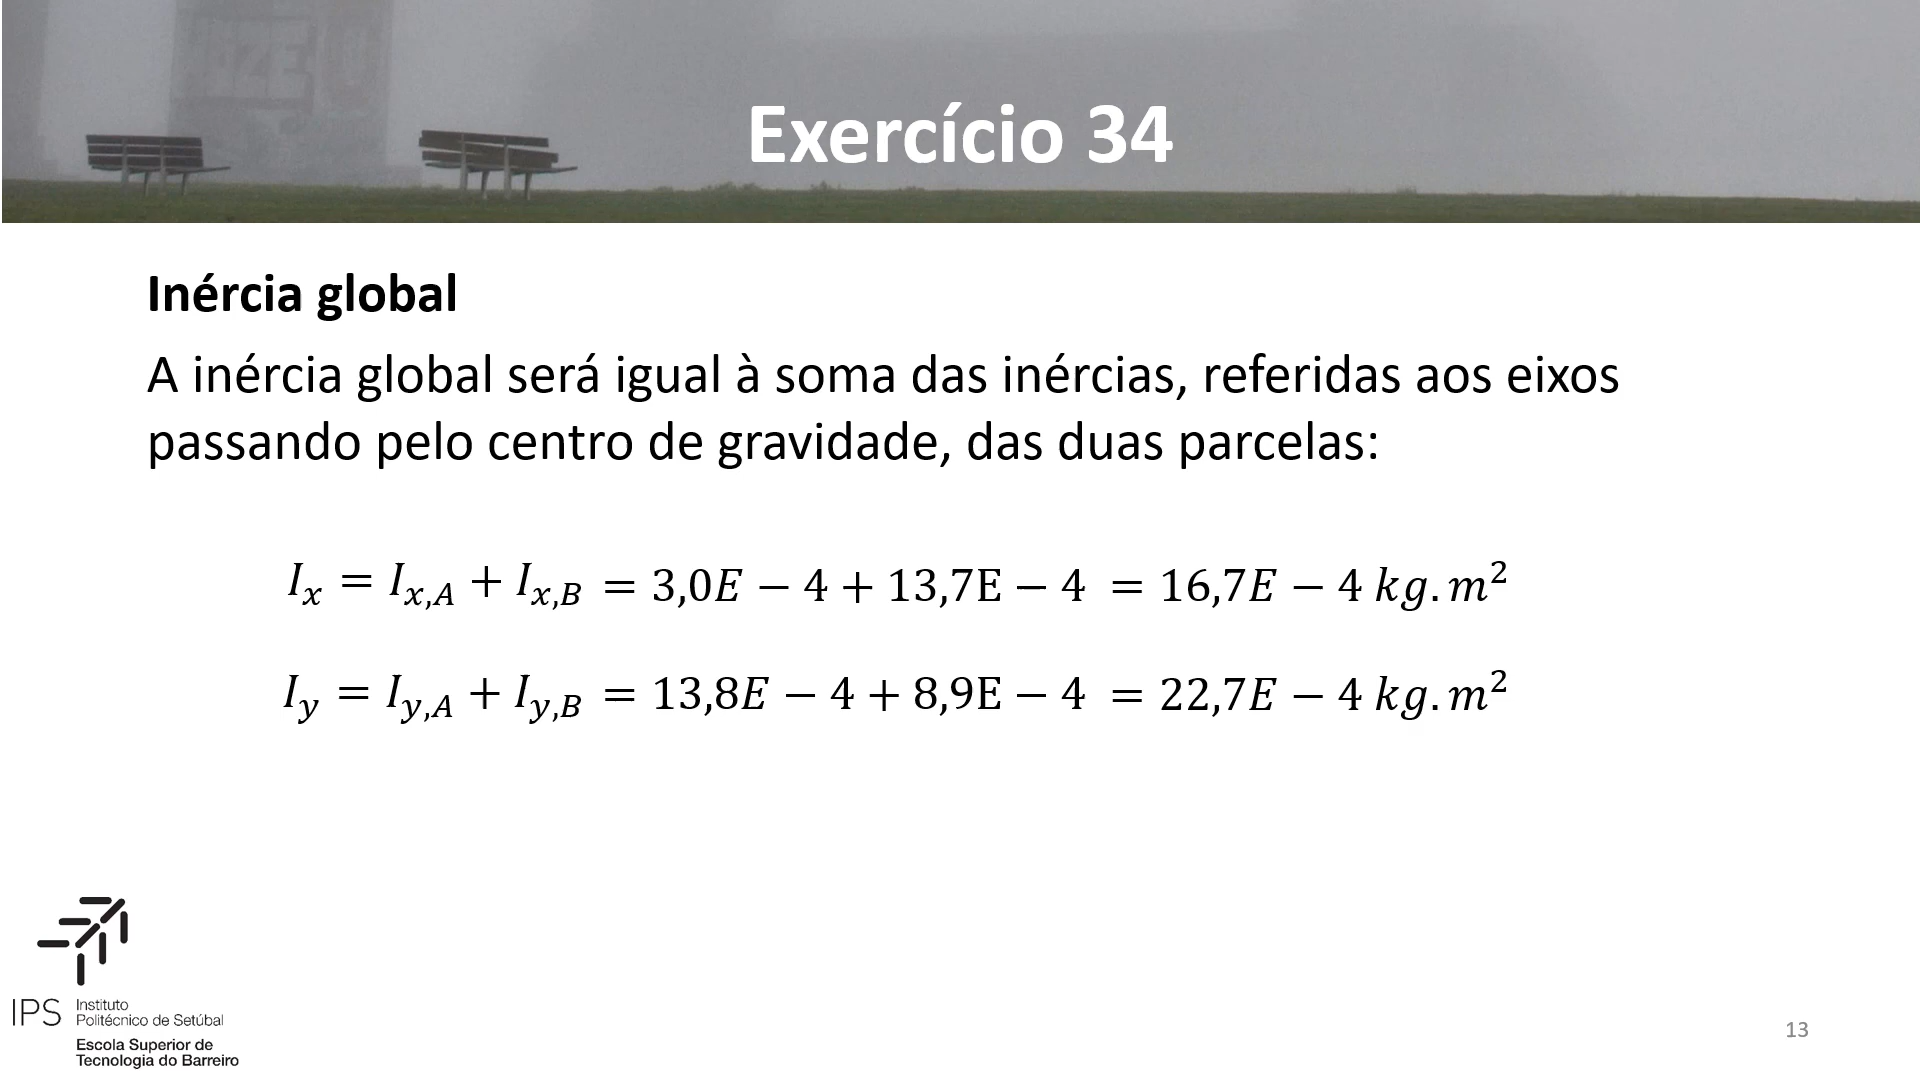 Exercício 34
Inércia global
A inércia global será igual à soma das inércias, referidas aos eixos
passando pelo centro de gravidade, das duas parcelas:
I_x = I_{x,A} + I_{x,B} = 3,0E − 4 + 13,7E − 4 = 16,7E − 4 kg.m²
I_y = I_{y,A} + I_{y,B} = 13,8E − 4 + 8,9E − 4 = 22,7E − 4 kg.m²
IPS
Instituto
Politécnico de Setúbal
Escola Superior de
Tecnologia do Barreiro
13